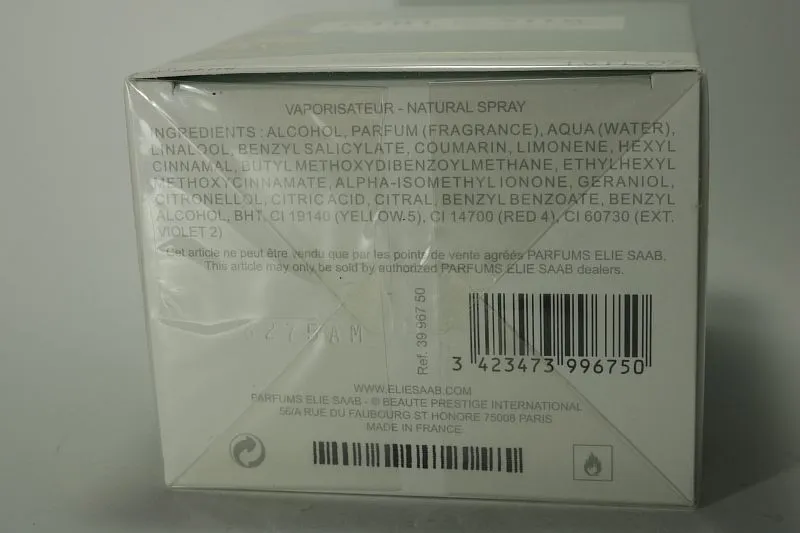 VAPORISATEUR - NATURAL SPRAY
INGREDIENTS : ALCOHOL, PARFUM (FRAGRANCE), AQUA (WATER),
LINALOOL, BENZYL SALICYLATE, COUMARIN, LIMONENE, HEXYL
CINNAMAL, BUTYL METHOXYDIBENZOYLMETHANE, ETHYLHEXYL
METHOXYCINNAMATE, ALPHA-ISOMETHYL IONONE, GERANIOL,
CITRONELLOL, CITRIC ACID, CITRAL, BENZYL BENZOATE, BENZYL
ALCOHOL, BHT, CI 19140 (YELLOW 5), CI 14700 (RED 4), CI 60730 (EXT.
VIOLET 2)
Cet article ne peut être vendu que par les points de vente agréés PARFUMS ELIE SAAB.
This article may only be sold by authorized PARFUMS ELIE SAAB dealers.
Ref. 39 967 50
3 423473 996750
WWW.ELIESAAB.COM
PARFUMS ELIE SAAB - © BEAUTE PRESTIGE INTERNATIONAL
56/A RUE DU FAUBOURG ST HONORE 75008 PARIS
MADE IN FRANCE